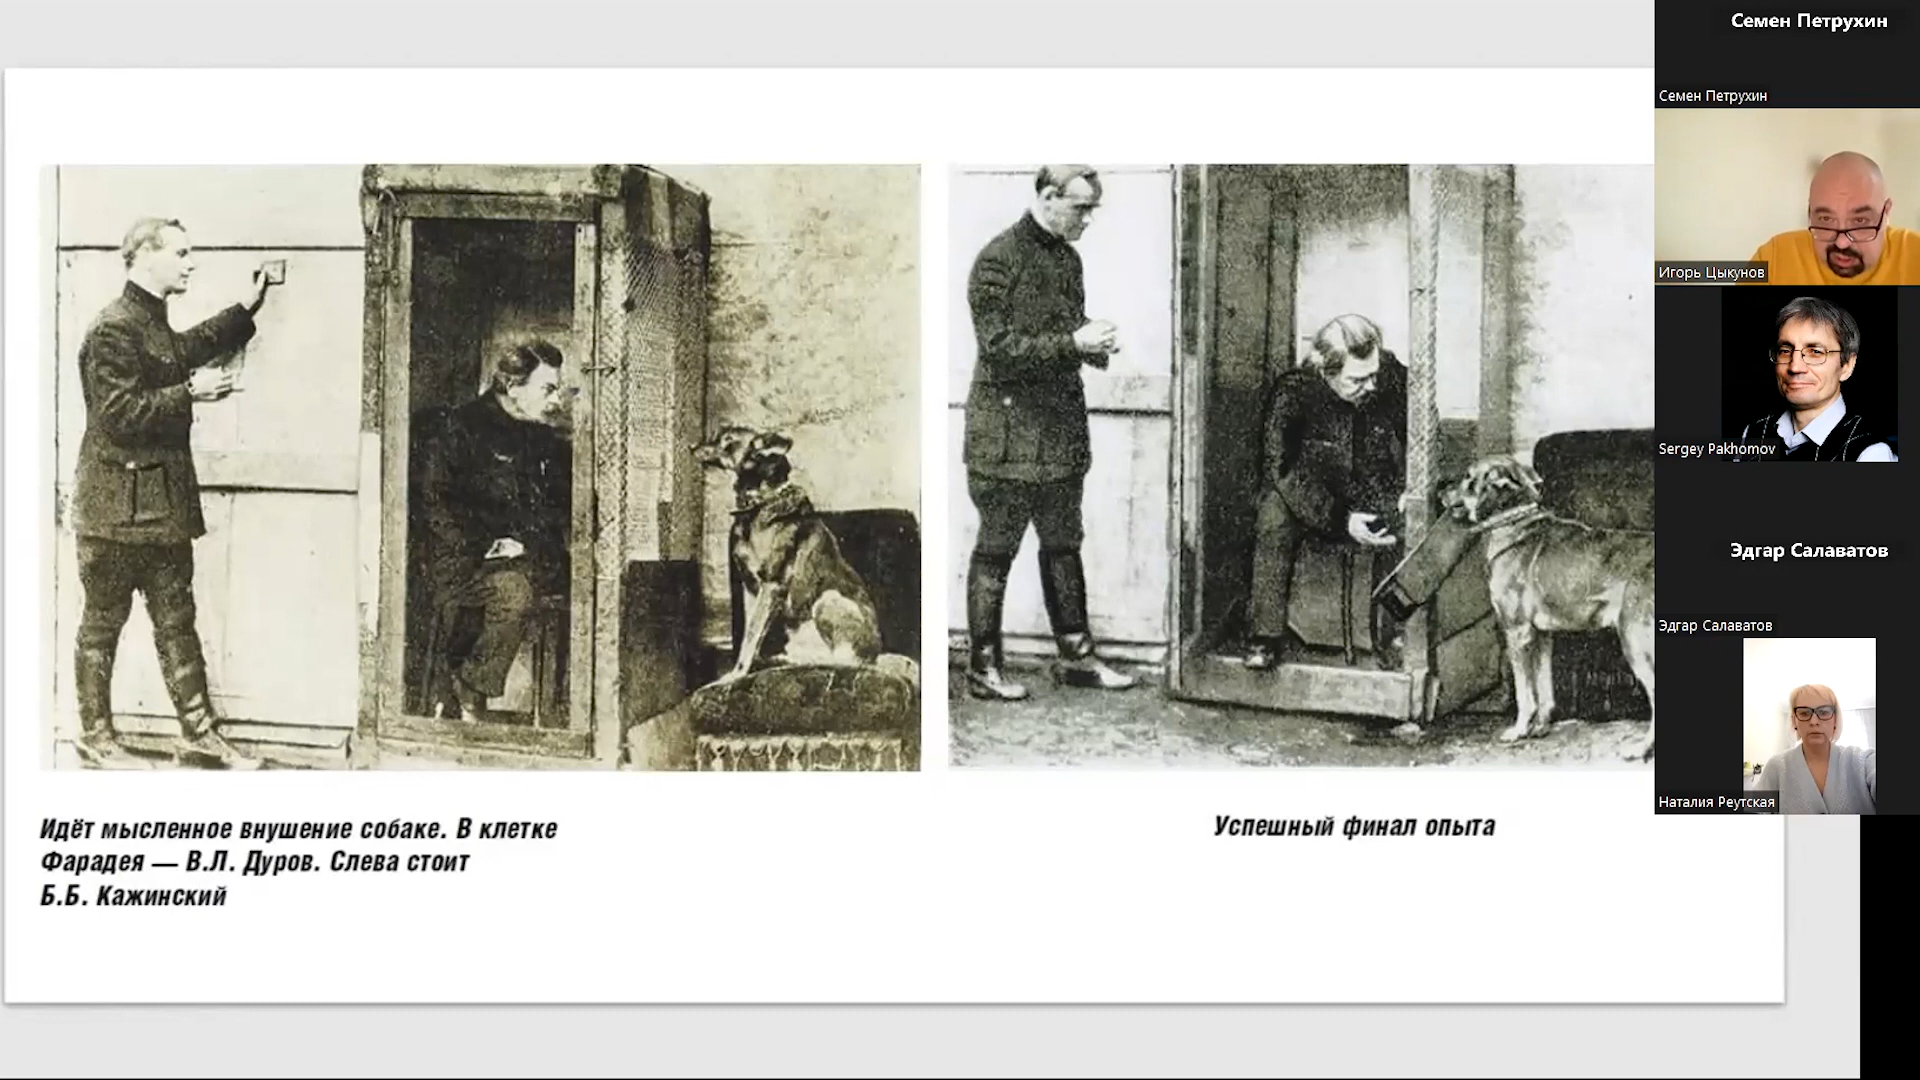 Идёт мысленное внушение собаке. В клетке
Фарадея — В.Л. Дуров. Слева стоит
Б.Б. Кажинский
Успешный финал опыта
Семен Петрухин
Семен Петрухин
Игорь Цыкунов
Sergey Pakhomov
Эдгар Салаватов
Эдгар Салаватов
Наталия Реутская